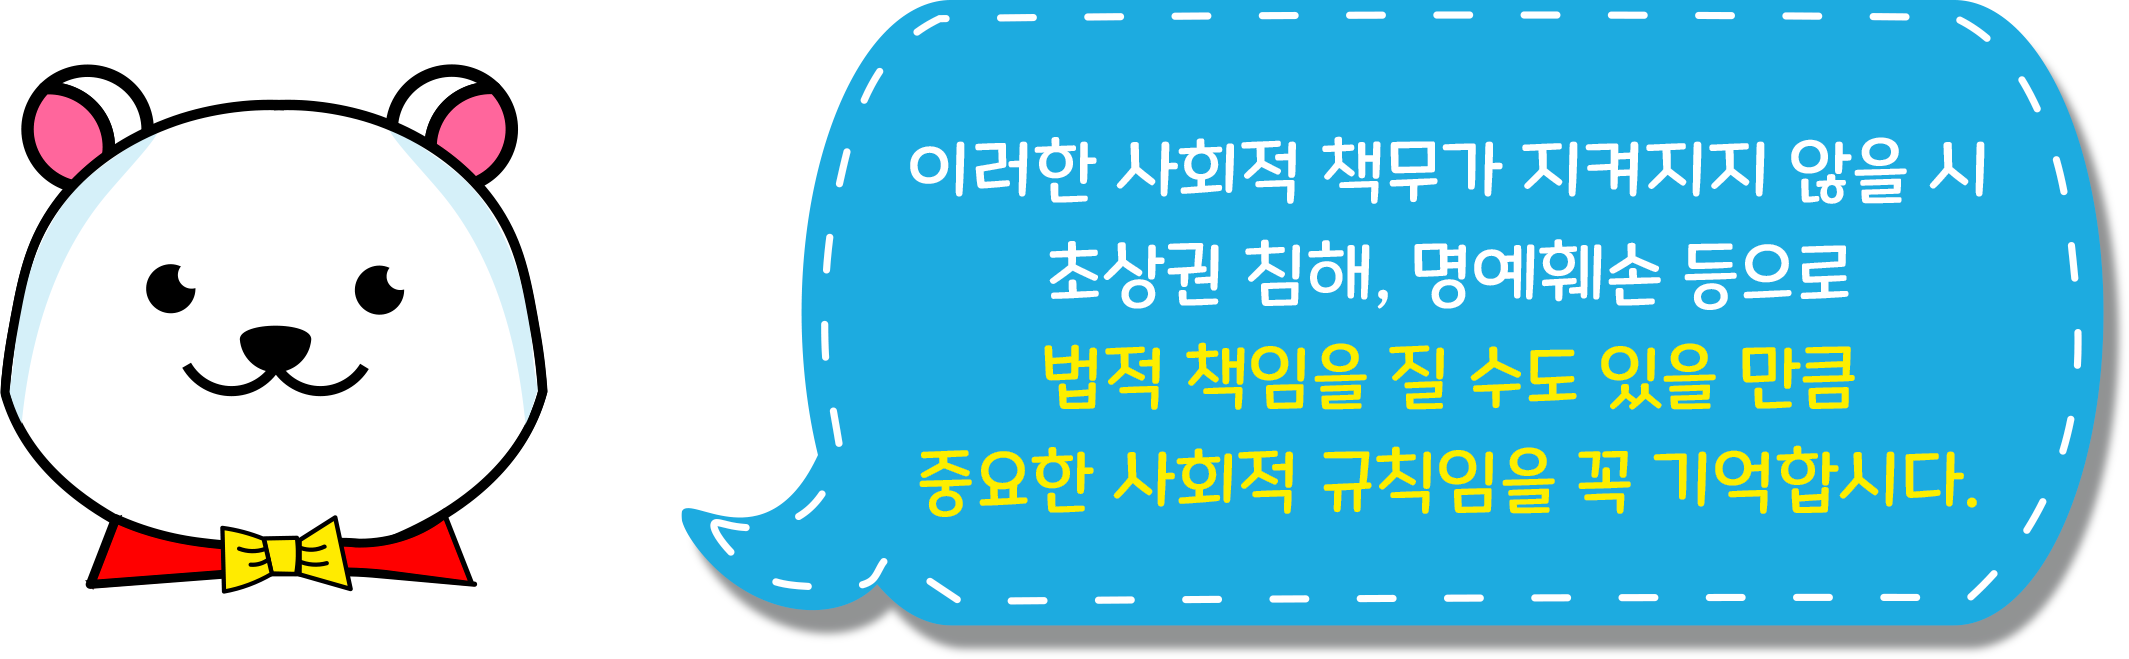 이러한 사회적 책무가 지켜지지 않을 시
초상권 침해, 명예훼손 등으로
법적 책임을 질 수도 있을 만큼
중요한 사회적 규칙임을 꼭 기억합시다.